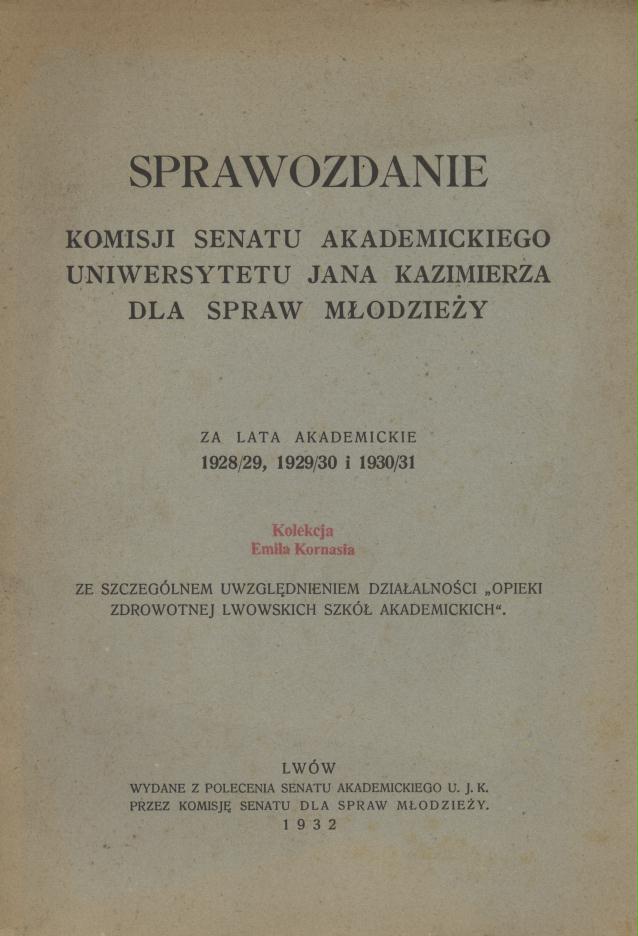 SPRAWOZDANIE
KOMISJI SENATU AKADEMICKIEGO
UNIWERSYTETU JANA KAZIMIERZA
DLA SPRAW MŁODZIEŻY
ZA LATA AKADEMICKIE
1928/29, 1929/30 i 1930/31
Kolekcja
Emila Kornasia
ZE SZCZEGÓLNEM UWZGLĘDNIENIEM DZIAŁALNOŚCI „OPIEKI
ZDROWOTNEJ LWOWSKICH SZKÓŁ AKADEMICKICH“.
LWÓW
WYDANE Z POLECENIA SENATU AKADEMICKIEGO U. J. K.
PRZEZ KOMISJĘ SENATU DLA SPRAW MŁODZIEŻY.
1932